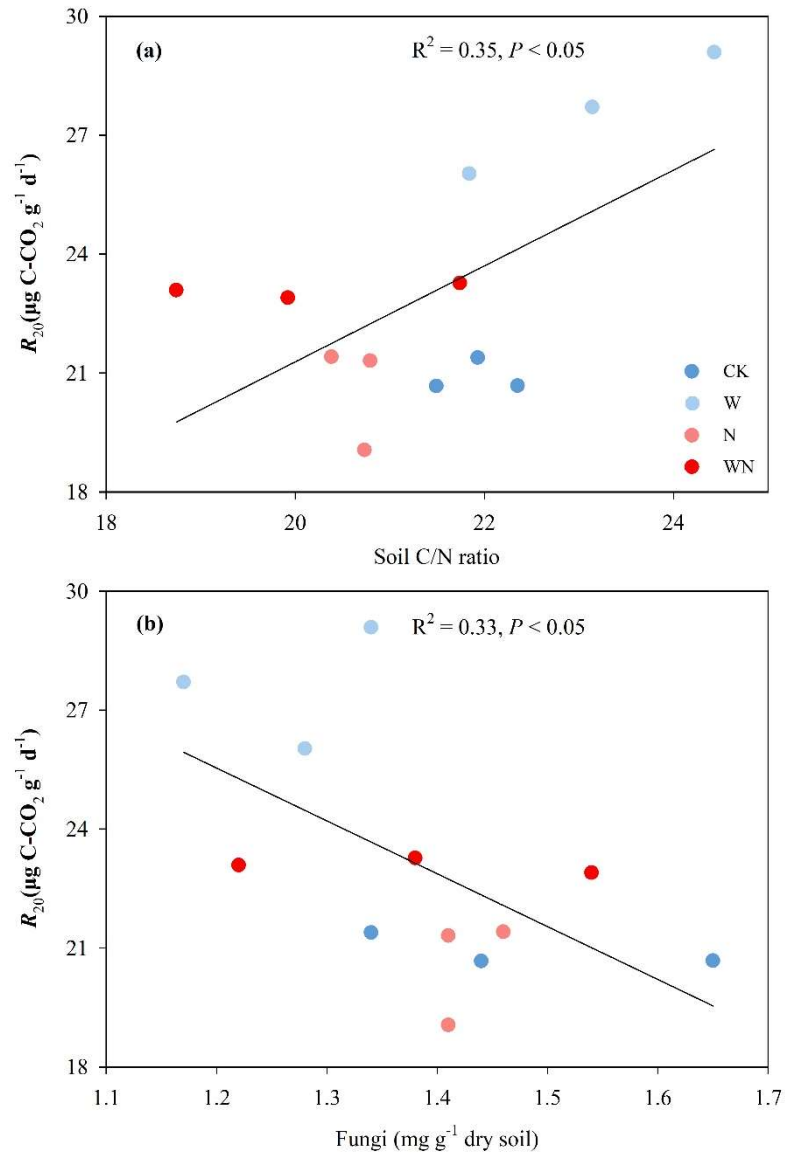 30
(a)
R² = 0.35, P < 0.05
27
24
21
18
R₂₀(µg C-CO₂ g⁻¹ d⁻¹)
CK
W
N
WN
18 20 22 24
Soil C/N ratio
30
(b)
R² = 0.33, P < 0.05
27
24
21
18
R₂₀(µg C-CO₂ g⁻¹ d⁻¹)
1.1 1.2 1.3 1.4 1.5 1.6 1.7
Fungi (mg g⁻¹ dry soil)